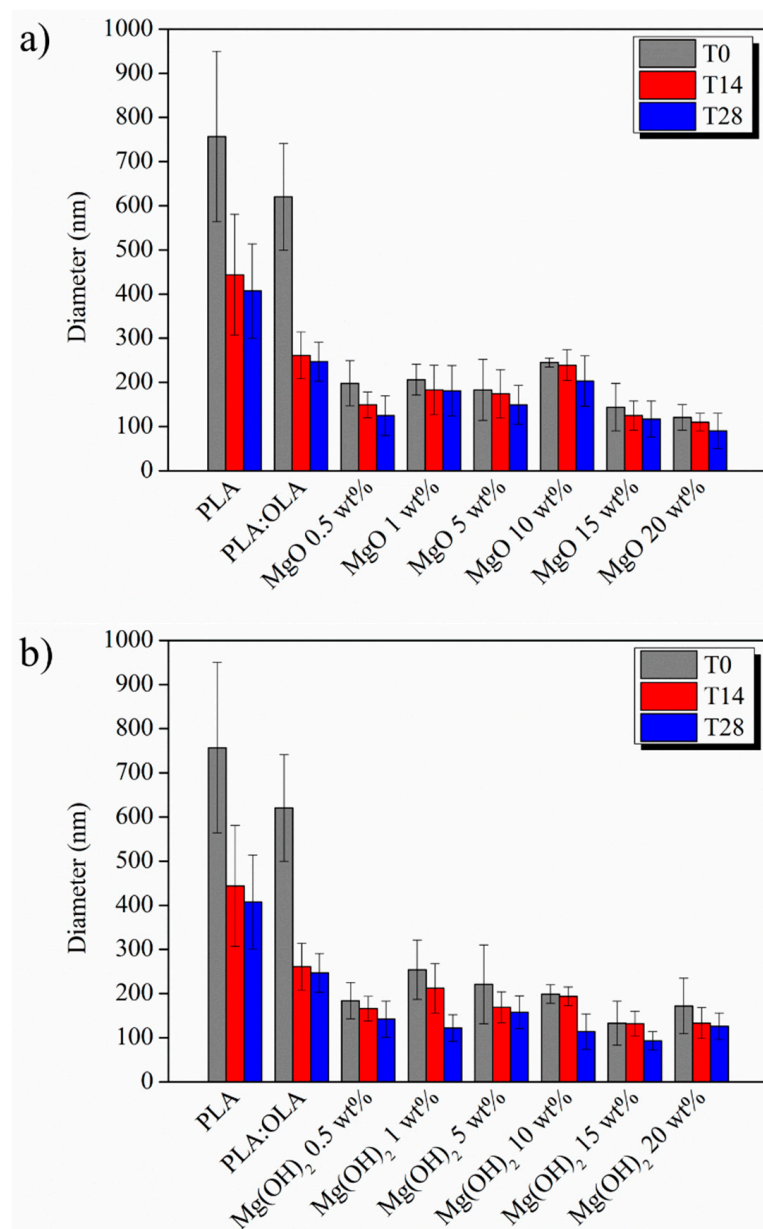 a)
1000
900
800
700
600
500
400
300
200
100
0
Diameter (nm)
T0
T14
T28
PLA
PLA:OLA
MgO 0.5 wt%
MgO 1 wt%
MgO 5 wt%
MgO 10 wt%
MgO 15 wt%
MgO 20 wt%
b)
1000
900
800
700
600
500
400
300
200
100
0
Diameter (nm)
T0
T14
T28
PLA
PLA:OLA
Mg(OH)₂ 0.5 wt%
Mg(OH)₂ 1 wt%
Mg(OH)₂ 5 wt%
Mg(OH)₂ 10 wt%
Mg(OH)₂ 15 wt%
Mg(OH)₂ 20 wt%